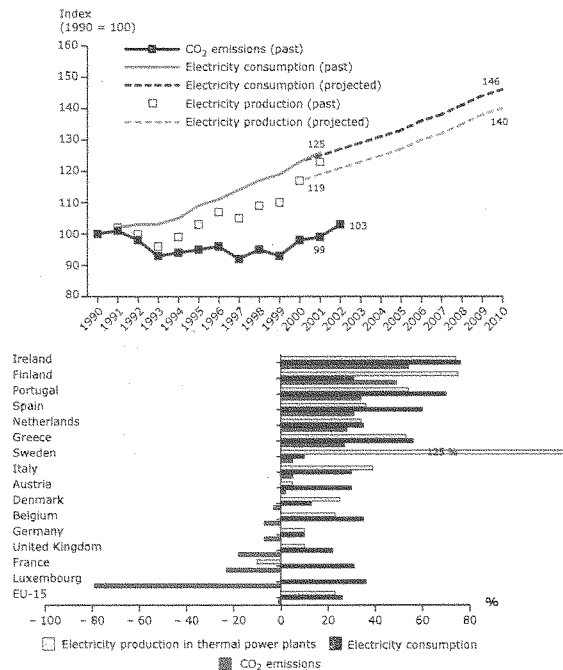 Index
(1990 = 100)
160
150
140
130
120
110
100
90
80
CO2 emissions (past)
Electricity consumption (past)
Electricity consumption (projected)
Electricity production (past)
Electricity production (projected)
146
140
125
119
103
99
1990 1991 1992 1993 1994 1995 1996 1997 1998 1999 2000 2001 2002 2003 2004 2005 2006 2007 2008 2009 2010
Ireland
Finland
Portugal
Spain
Netherlands
Greece
Sweden
125 %
Italy
Austria
Denmark
Belgium
Germany
United Kingdom
France
Luxembourg
EU-15
- 100 - 80 - 60 - 40 - 20 0 20 40 60 80 %
Electricity production in thermal power plants Electricity consumption
CO2 emissions